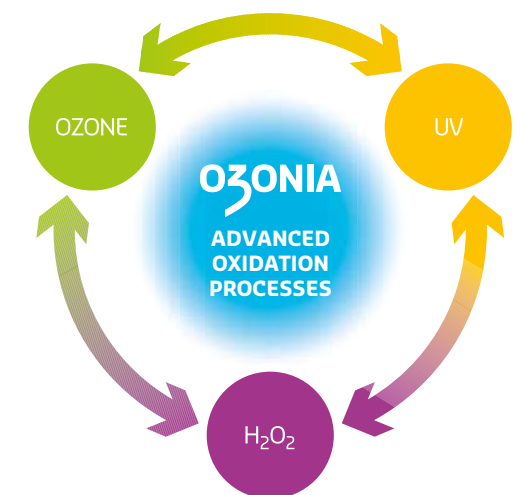 OZONE
UV
OZONIA
ADVANCED
OXIDATION
PROCESSES
H₂O₂